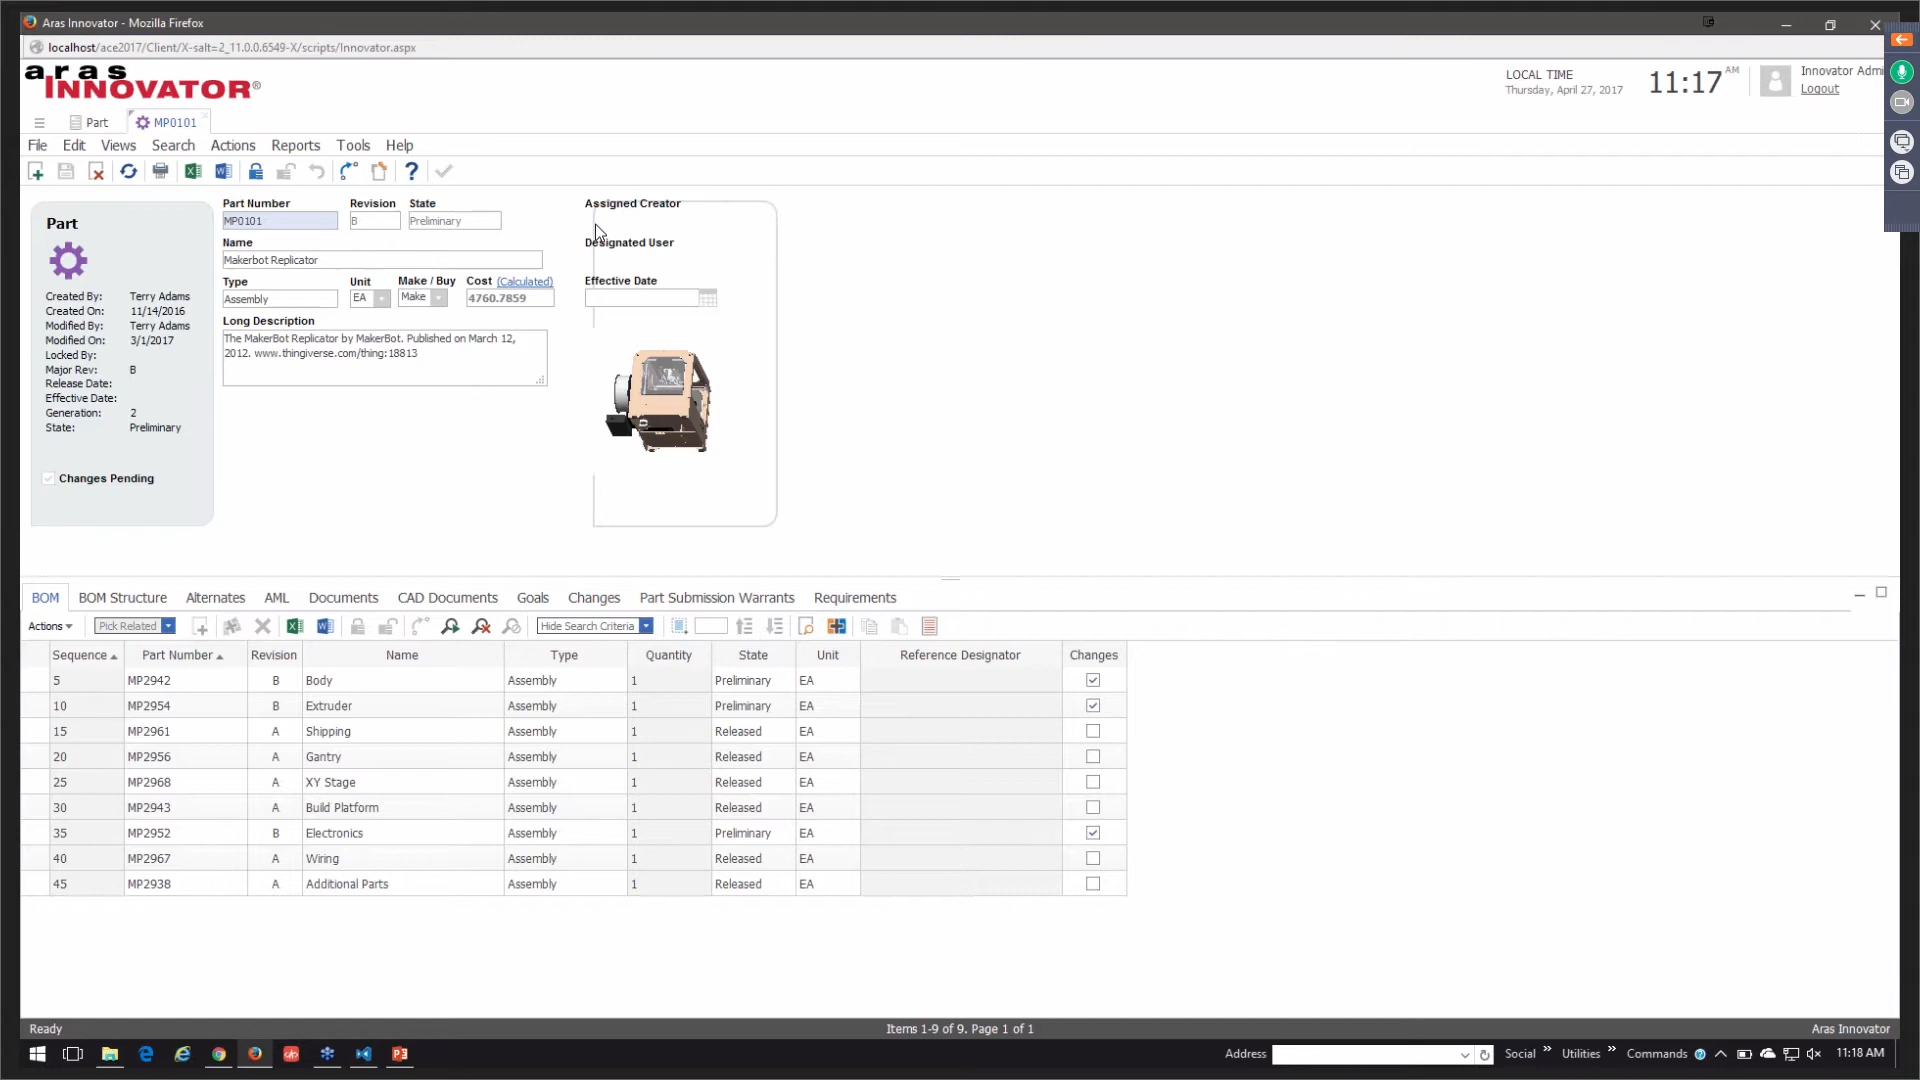 Aras Innovator - Mozilla Firefox
localhost/ace2017/Client/X-salt=2_11.0.0.6549-X/scripts/Innovator.aspx
aras
INNOVATOR®
LOCAL TIME
Thursday, April 27, 2017
11:17 AM
Innovator Admi
Logout
Part
MP0101
File Edit Views Search Actions Reports Tools Help
Part
Created By: Terry Adams
Created On: 11/14/2016
Modified By: Terry Adams
Modified On: 3/1/2017
Locked By:
Major Rev: B
Release Date:
Effective Date:
Generation: 2
State: Preliminary
Changes Pending
Part Number Revision State
MP0101 B Preliminary
Name
Makerbot Replicator
Type Unit Make / Buy Cost (Calculated)
Assembly EA Make 4760.7859
Long Description
The MakerBot Replicator by MakerBot. Published on March 12,
2012. www.thingiverse.com/thing:18813
Assigned Creator
Designated User
Effective Date
BOM BOM Structure Alternates AML Documents CAD Documents Goals Changes Part Submission Warrants Requirements
Actions Pick Related Hide Search Criteria
Sequence Part Number Revision Name Type Quantity State Unit Reference Designator Changes
5 MP2942 B Body Assembly 1 Preliminary EA
10 MP2954 B Extruder Assembly 1 Preliminary EA
15 MP2961 A Shipping Assembly 1 Released EA
20 MP2956 A Gantry Assembly 1 Released EA
25 MP2968 A XY Stage Assembly 1 Released EA
30 MP2943 A Build Platform Assembly 1 Released EA
35 MP2952 B Electronics Assembly 1 Preliminary EA
40 MP2967 A Wiring Assembly 1 Released EA
45 MP2938 A Additional Parts Assembly 1 Released EA
Ready Items 1-9 of 9. Page 1 of 1 Aras Innovator
Address Social Utilities Commands 11:18 AM